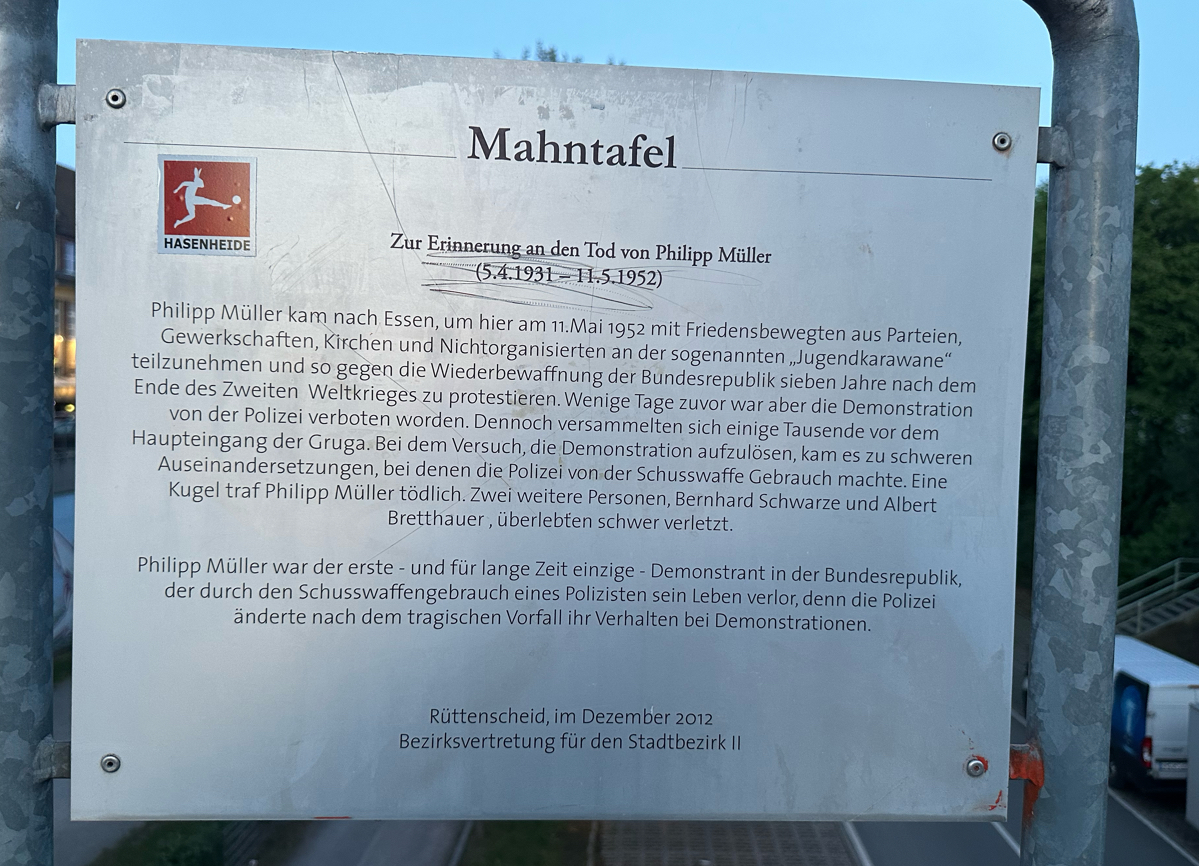 Mahntafel
HASENHEIDE
Zur Erinnerung an den Tod von Philipp Müller
(5.4.1931 – 11.5.1952)
Philipp Müller kam nach Essen, um hier am 11.Mai 1952 mit Friedensbewegten aus Parteien,
Gewerkschaften, Kirchen und Nichtorganisierten an der sogenannten „Jugendkarawane“
teilzunehmen und so gegen die Wiederbewaffnung der Bundesrepublik sieben Jahre nach dem
Ende des Zweiten Weltkrieges zu protestieren. Wenige Tage zuvor war aber die Demonstration
von der Polizei verboten worden. Dennoch versammelten sich einige Tausende vor dem
Haupteingang der Gruga. Bei dem Versuch, die Demonstration aufzulösen, kam es zu schweren
Auseinandersetzungen, bei denen die Polizei von der Schusswaffe Gebrauch machte. Eine
Kugel traf Philipp Müller tödlich. Zwei weitere Personen, Bernhard Schwarze und Albert
Bretthauer , überlebten schwer verletzt.
Philipp Müller war der erste - und für lange Zeit einzige - Demonstrant in der Bundesrepublik,
der durch den Schusswaffengebrauch eines Polizisten sein Leben verlor, denn die Polizei
änderte nach dem tragischen Vorfall ihr Verhalten bei Demonstrationen.
Rüttenscheid, im Dezember 2012
Bezirksvertretung für den Stadtbezirk II